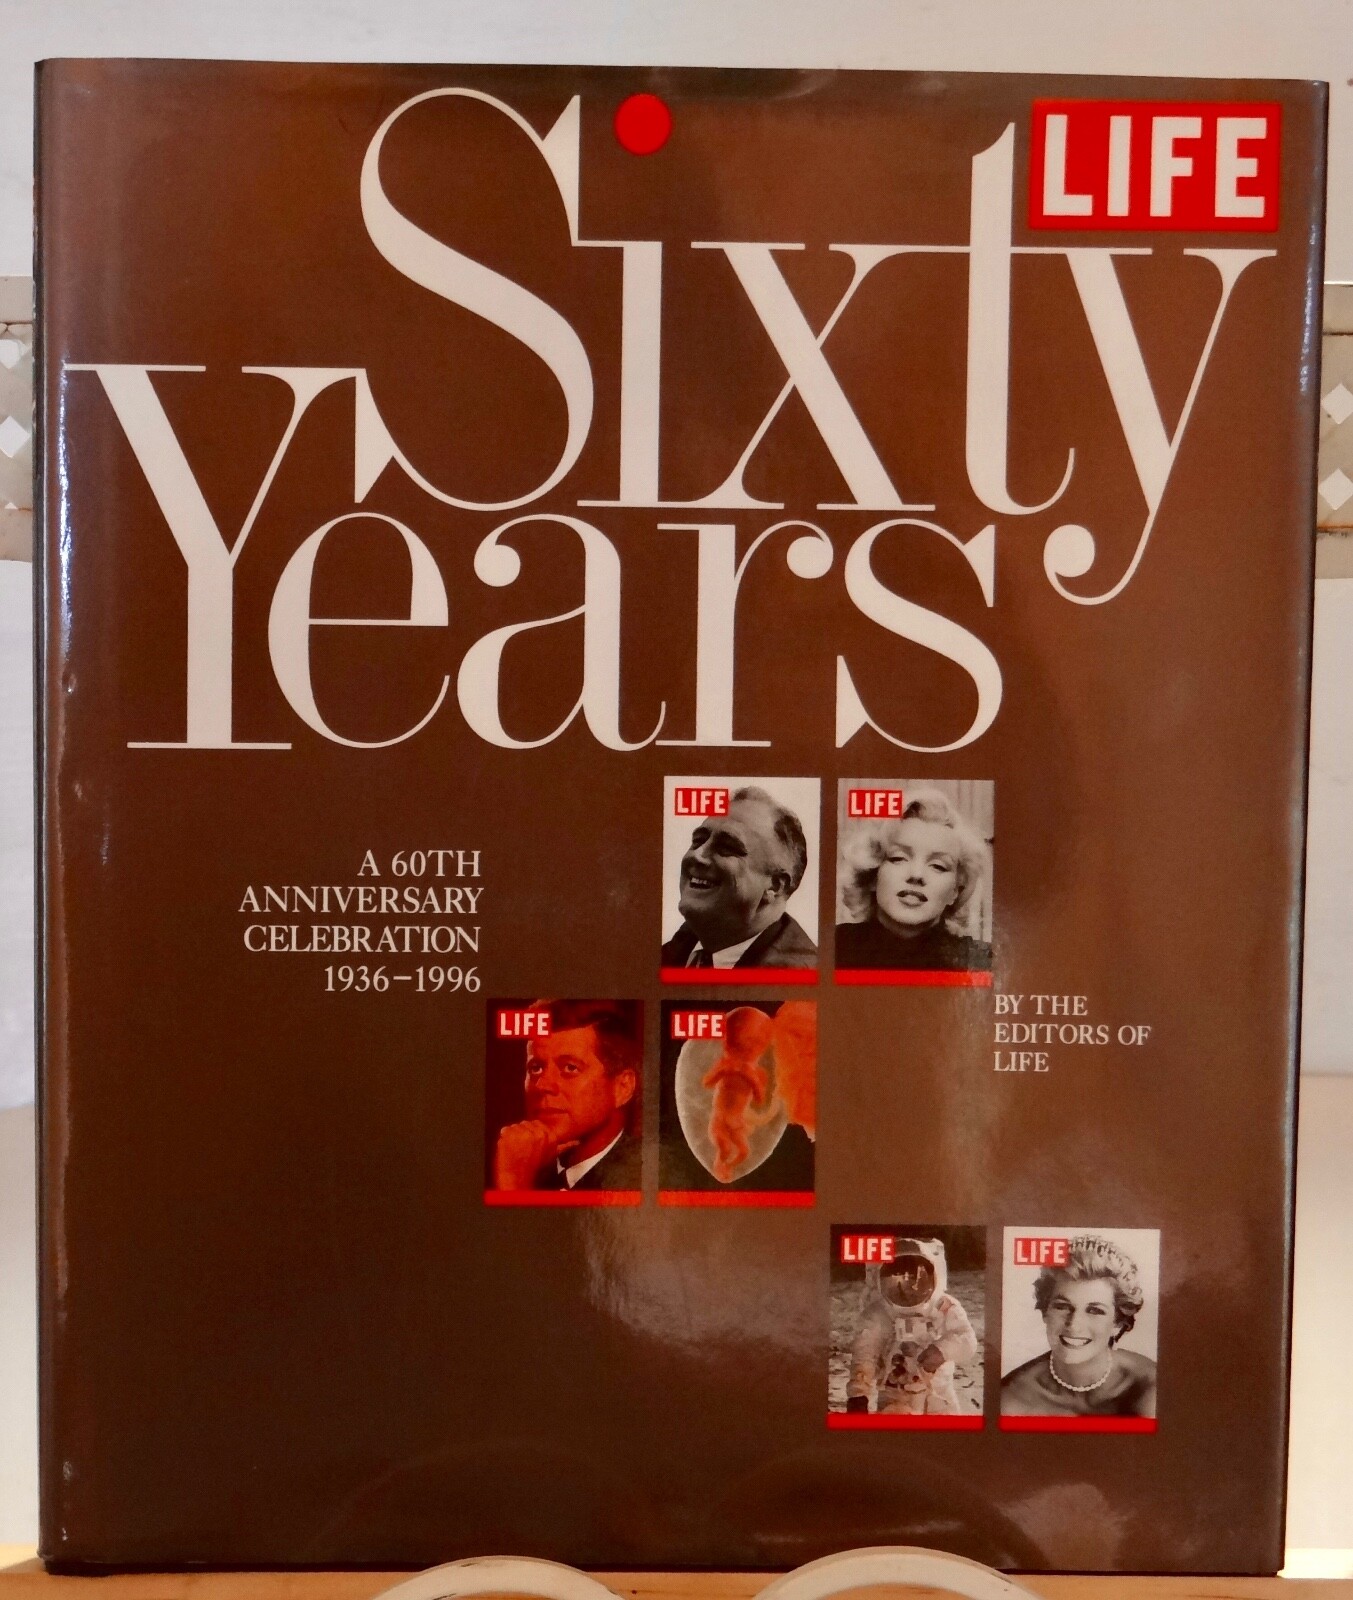 LIFE
Sixty
Years
A 60TH
ANNIVERSARY
CELEBRATION
1936–1996
LIFE
LIFE
BY THE
EDITORS OF
LIFE
LIFE
LIFE
LIFE
LIFE